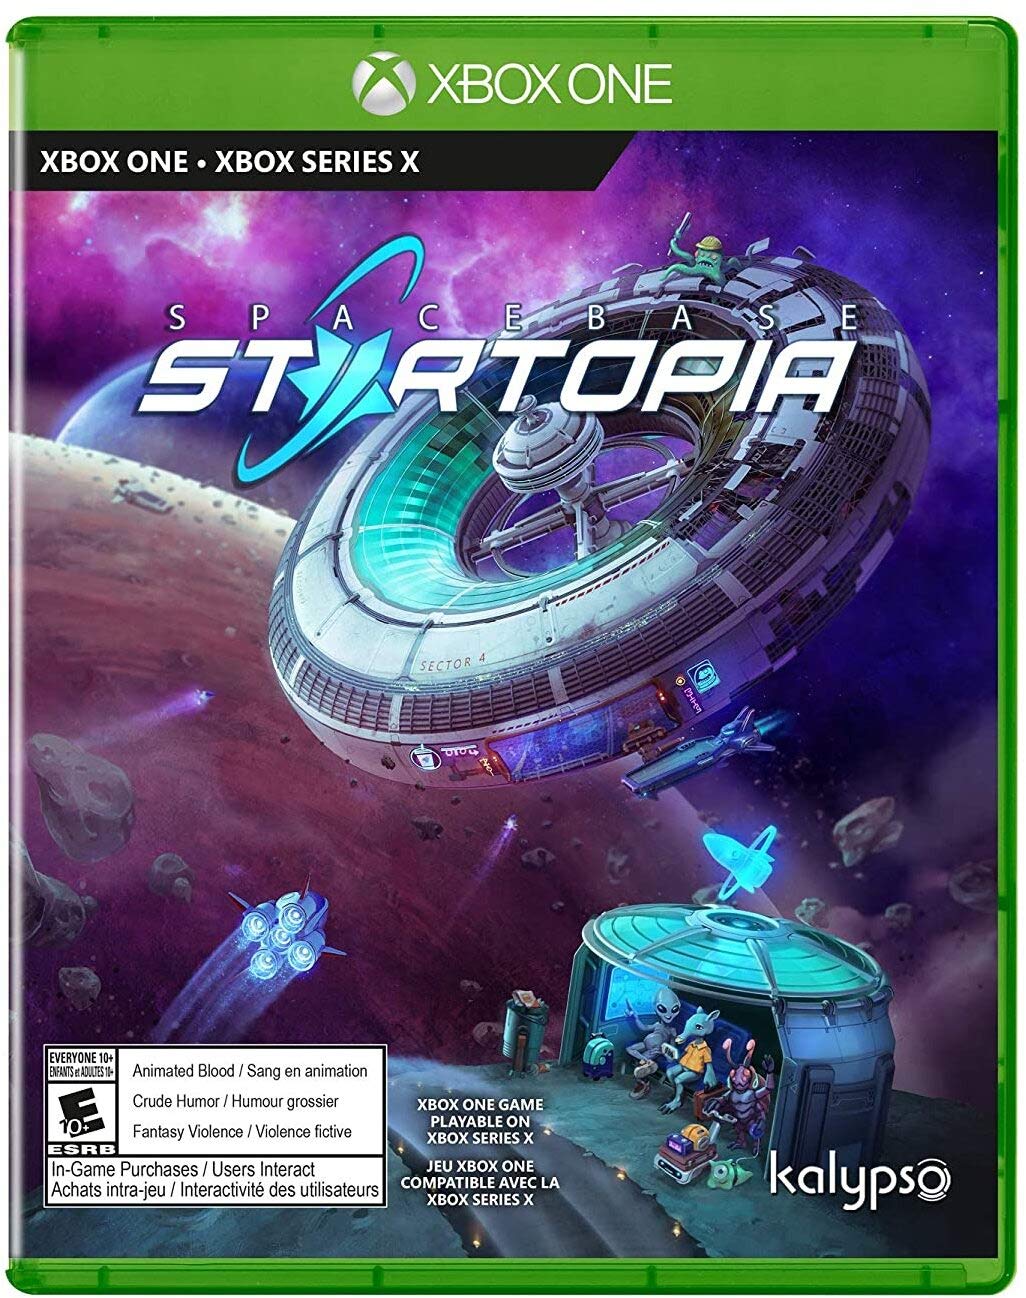 XBOX ONE
XBOX ONE • XBOX SERIES X
SPACEBASE
STARTOPIA
SECTOR 4
EVERYONE 10+
ENFANTS et ADULTES 10+
E
10+
ESRB
Animated Blood / Sang en animation
Crude Humor / Humour grossier
Fantasy Violence / Violence fictive
In-Game Purchases / Users Interact
Achats intra-jeu / Interactivité des utilisateurs
XBOX ONE GAME
PLAYABLE ON
XBOX SERIES X
JEU XBOX ONE
COMPATIBLE AVEC LA
XBOX SERIES X
kalypso